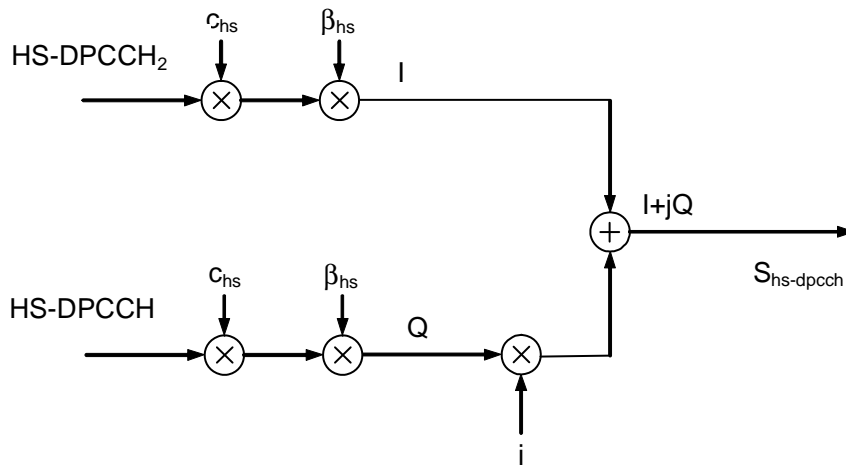 c_hs
β_hs
HS-DPCCH₂
I
I+jQ
S_hs-dpcch
c_hs
β_hs
HS-DPCCH
Q
j